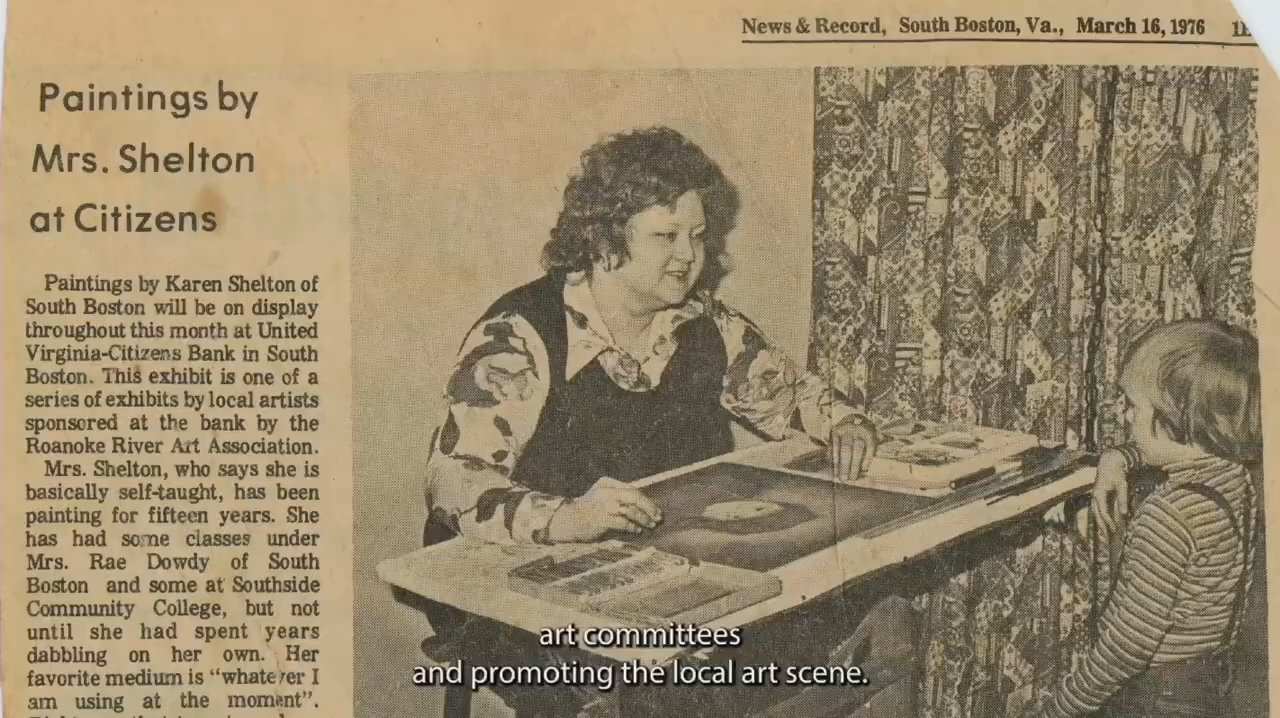 News & Record, South Boston, Va., March 16, 1976
Paintings by
Mrs. Shelton
at Citizens
Paintings by Karen Shelton of
South Boston will be on display
throughout this month at United
Virginia-Citizens Bank in South
Boston. This exhibit is one of a
series of exhibits by local artists
sponsored at the bank by the
Roanoke River Art Association.
Mrs. Shelton, who says she is
basically self-taught, has been
painting for fifteen years. She
has had some classes under
Mrs. Rae Dowdy of South
Boston and some at Southside
Community College, but not
until she had spent years
dabbling on her own. Her
favorite medium is "whatever I
am using at the moment".
art committees
and promoting the local art scene.